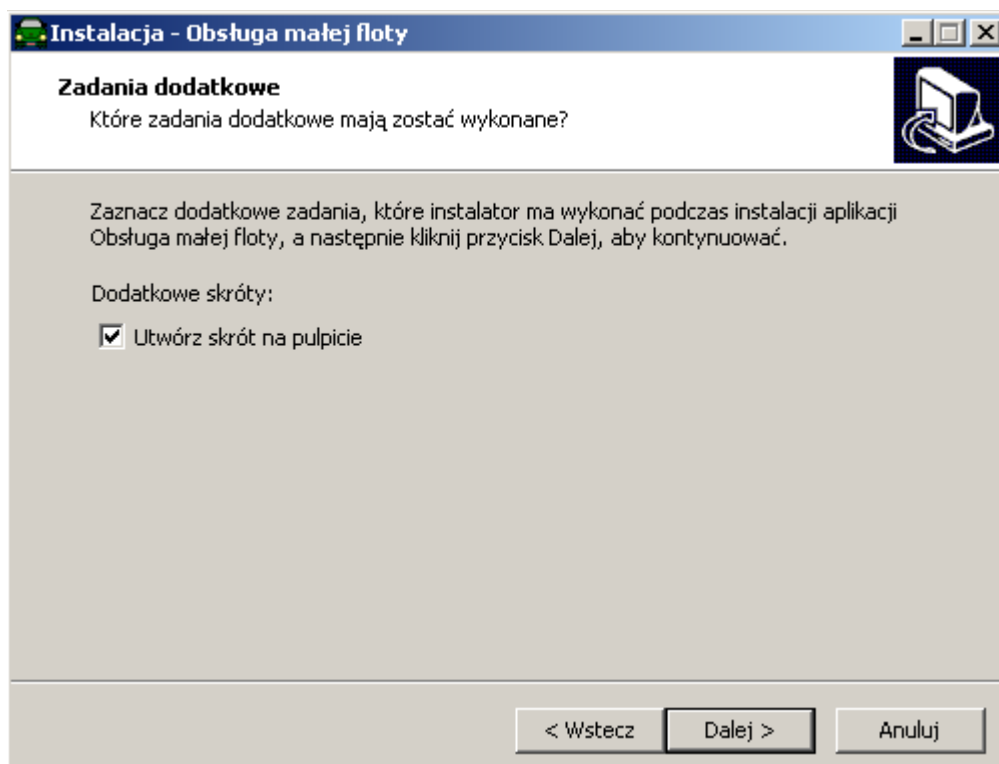 Instalacja - Obsługa małej floty
Zadania dodatkowe
Które zadania dodatkowe mają zostać wykonane?
Zaznacz dodatkowe zadania, które instalator ma wykonać podczas instalacji aplikacji
Obsługa małej floty, a następnie kliknij przycisk Dalej, aby kontynuować.
Dodatkowe skróty:
Utwórz skrót na pulpicie
< Wstecz
Dalej >
Anuluj